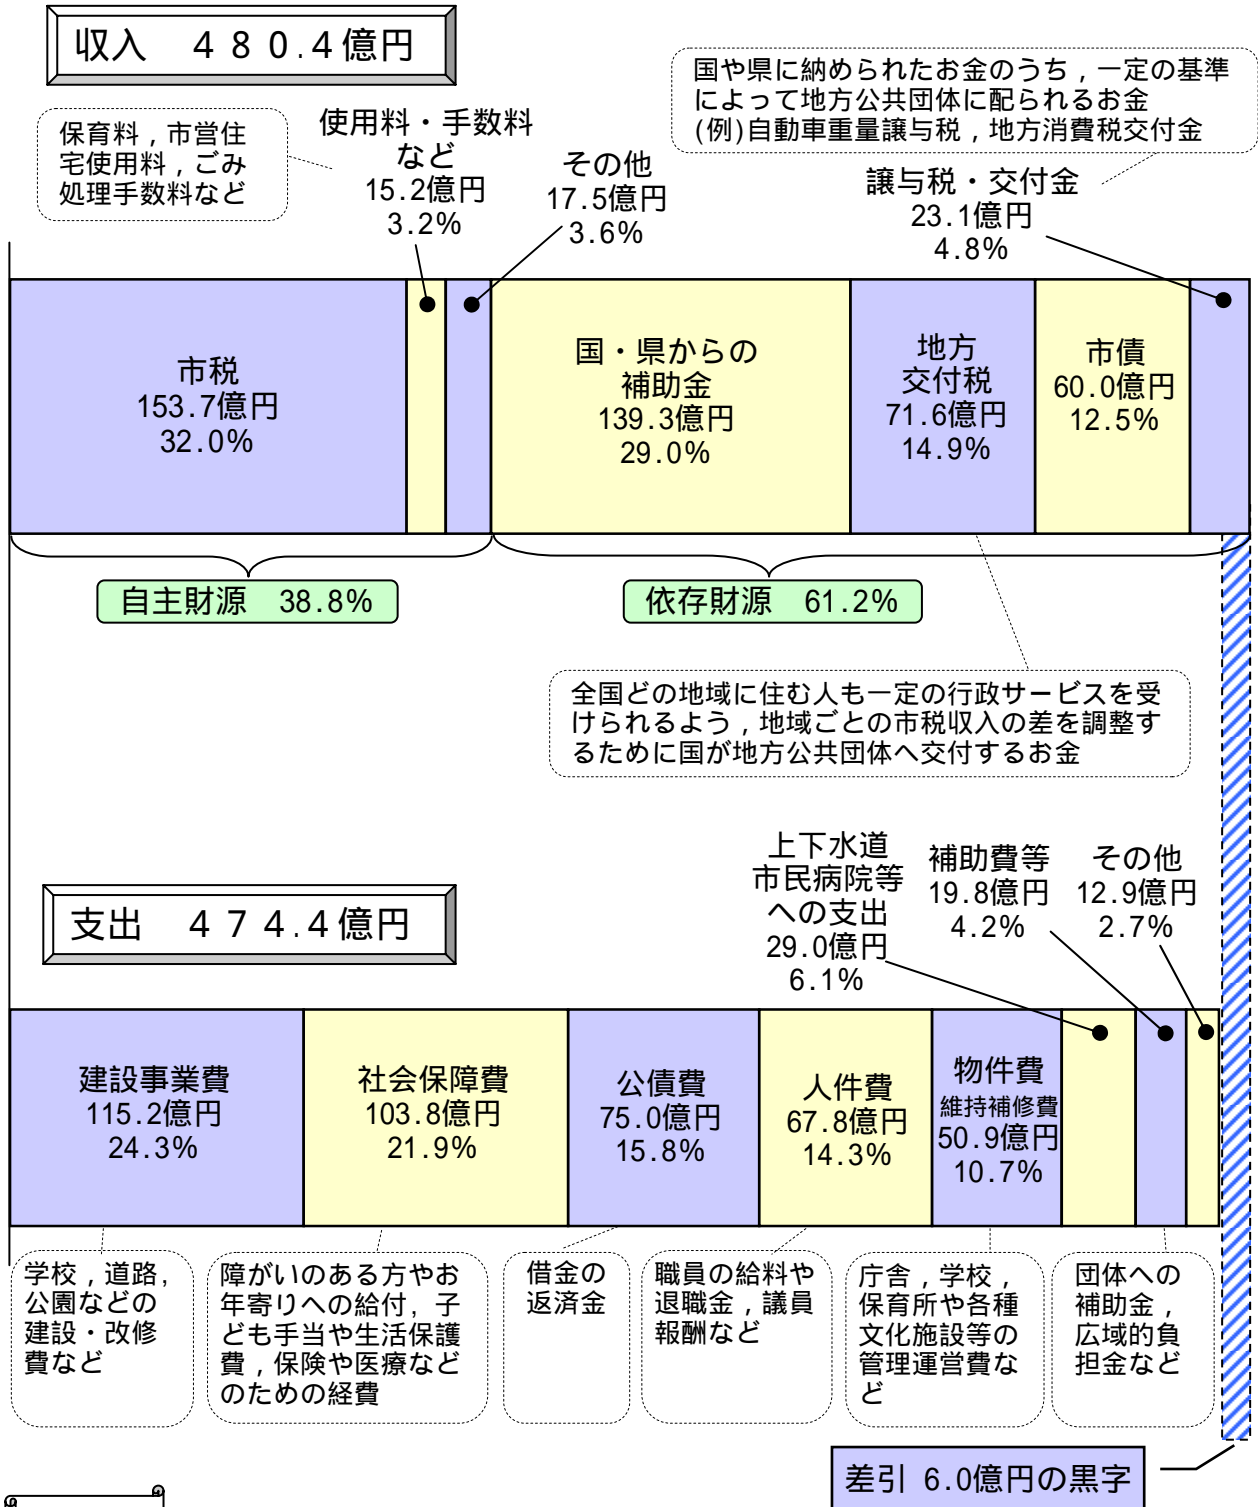 収入　４８０.４億円
国や県に納められたお金のうち，一定の基準
によって地方公共団体に配られるお金
(例)自動車重量譲与税，地方消費税交付金
保育料，市営住
宅使用料，ごみ
処理手数料など
使用料・手数料
など
15.2億円
3.2%
その他
17.5億円
3.6%
譲与税・交付金
23.1億円
4.8%
市税
153.7億円
32.0%
国・県からの
補助金
139.3億円
29.0%
地方
交付税
71.6億円
14.9%
市債
60.0億円
12.5%
自主財源　38.8%
依存財源　61.2%
全国どの地域に住む人も一定の行政サービスを受
けられるよう，地域ごとの市税収入の差を調整す
るために国が地方公共団体へ交付するお金
支出　４７４.４億円
上下水道
市民病院等
への支出
29.0億円
6.1%
補助費等
19.8億円
4.2%
その他
12.9億円
2.7%
建設事業費
115.2億円
24.3%
社会保障費
103.8億円
21.9%
公債費
75.0億円
15.8%
人件費
67.8億円
14.3%
物件費
維持補修費
50.9億円
10.7%
学校，道路，
公園などの
建設・改修
費など
障がいのある方やお
年寄りへの給付，子
ども手当や生活保護
費，保険や医療など
のための経費
借金の
返済金
職員の給料や
退職金，議員
報酬など
庁舎，学校，
保育所や各種
文化施設等の
管理運営費な
ど
団体への
補助金，
広域的負
担金など
差引 6.0億円の黒字